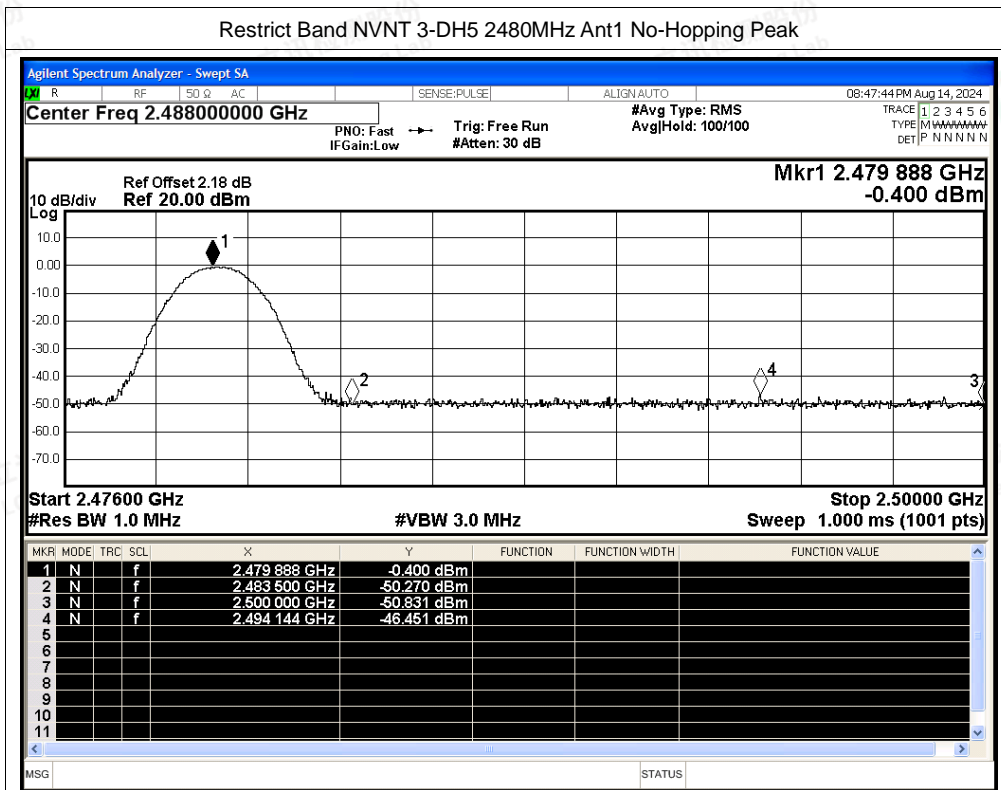 Restrict Band NVNT 3-DH5 2480MHz Ant1 No-Hopping Peak
Agilent Spectrum Analyzer - Swept SA
LXI R RF 50 Ω AC SENSE:PULSE ALIGN AUTO 08:47:44 PM Aug 14, 2024
Center Freq 2.488000000 GHz #Avg Type: RMS TRACE 1 2 3 4 5 6
PNO: Fast Trig: Free Run Avg|Hold: 100/100 TYPE M WWWWW
IFGain:Low #Atten: 30 dB DET P N N N N N
Mkr1 2.479 888 GHz
Ref Offset 2.18 dB
10 dB/div Ref 20.00 dBm -0.400 dBm
Log
10.0
1
0.00
-10.0
-20.0
-30.0
-40.0
2 4 3
-50.0
-60.0
-70.0
Start 2.47600 GHz Stop 2.50000 GHz
#Res BW 1.0 MHz #VBW 3.0 MHz Sweep 1.000 ms (1001 pts)
MKR MODE TRC SCL X Y FUNCTION FUNCTION WIDTH FUNCTION VALUE
1 N f 2.479 888 GHz -0.400 dBm
2 N f 2.483 500 GHz -50.270 dBm
3 N f 2.500 000 GHz -50.831 dBm
4 N f 2.494 144 GHz -46.451 dBm
5
6
7
8
9
10
11
MSG STATUS